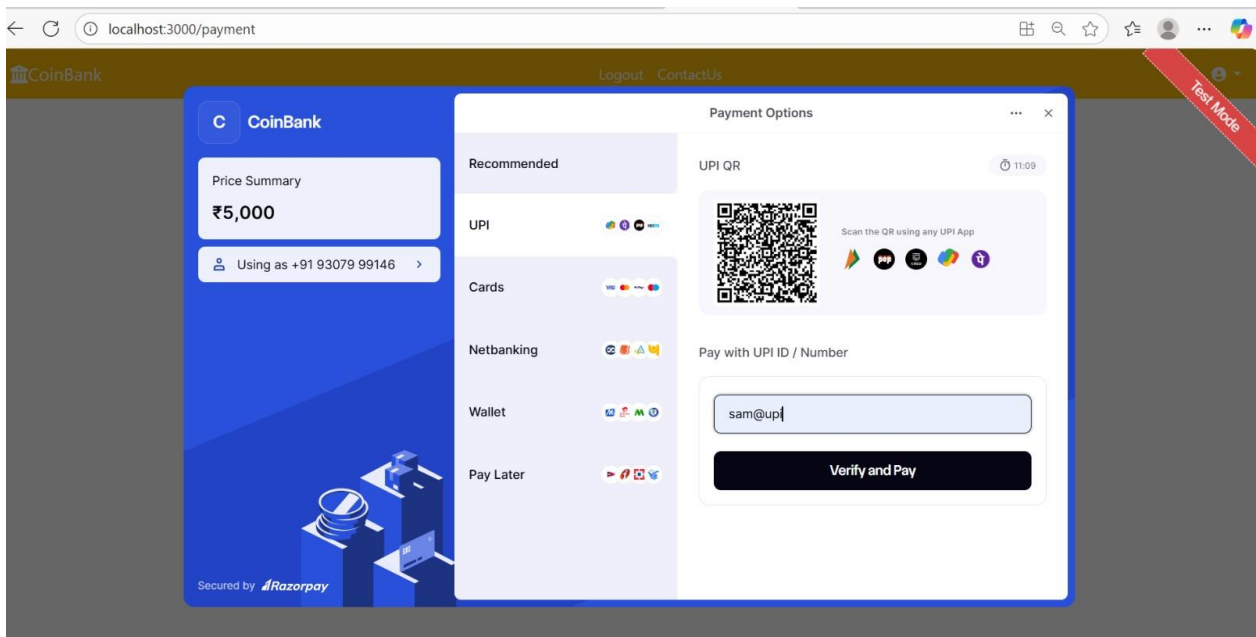 localhost:3000/payment
CoinBank
Logout ContactUs
Test Mode
C CoinBank
Price Summary
₹5,000
Using as +91 93079 99146
Secured by Razorpay
Payment Options
Recommended
UPI
Cards
Netbanking
Wallet
Pay Later
UPI QR
11:09
Scan the QR using any UPI App
Pay with UPI ID / Number
sam@upi
Verify and Pay